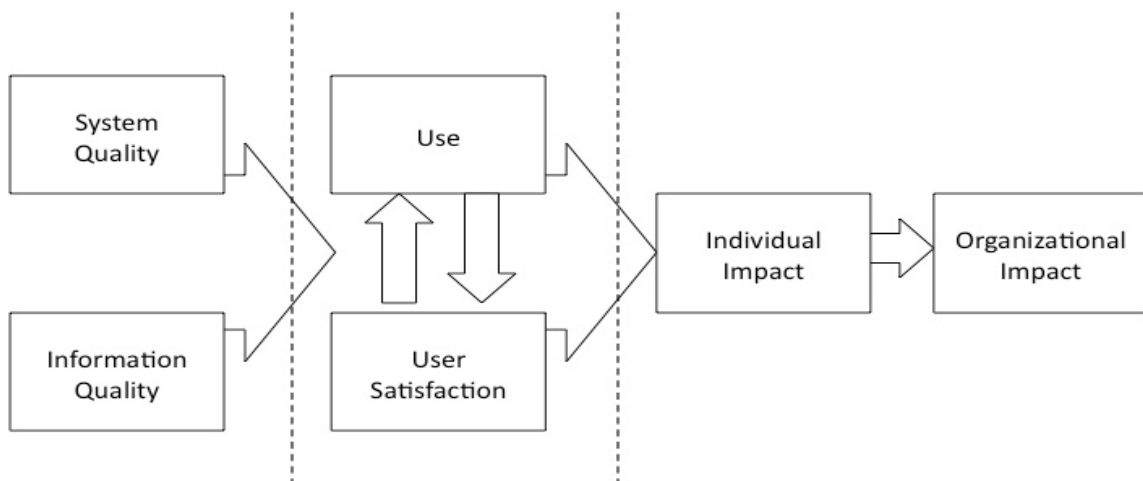 System
Quality
Use
Individual
Impact
Organizational
Impact
Information
Quality
User
Satisfaction